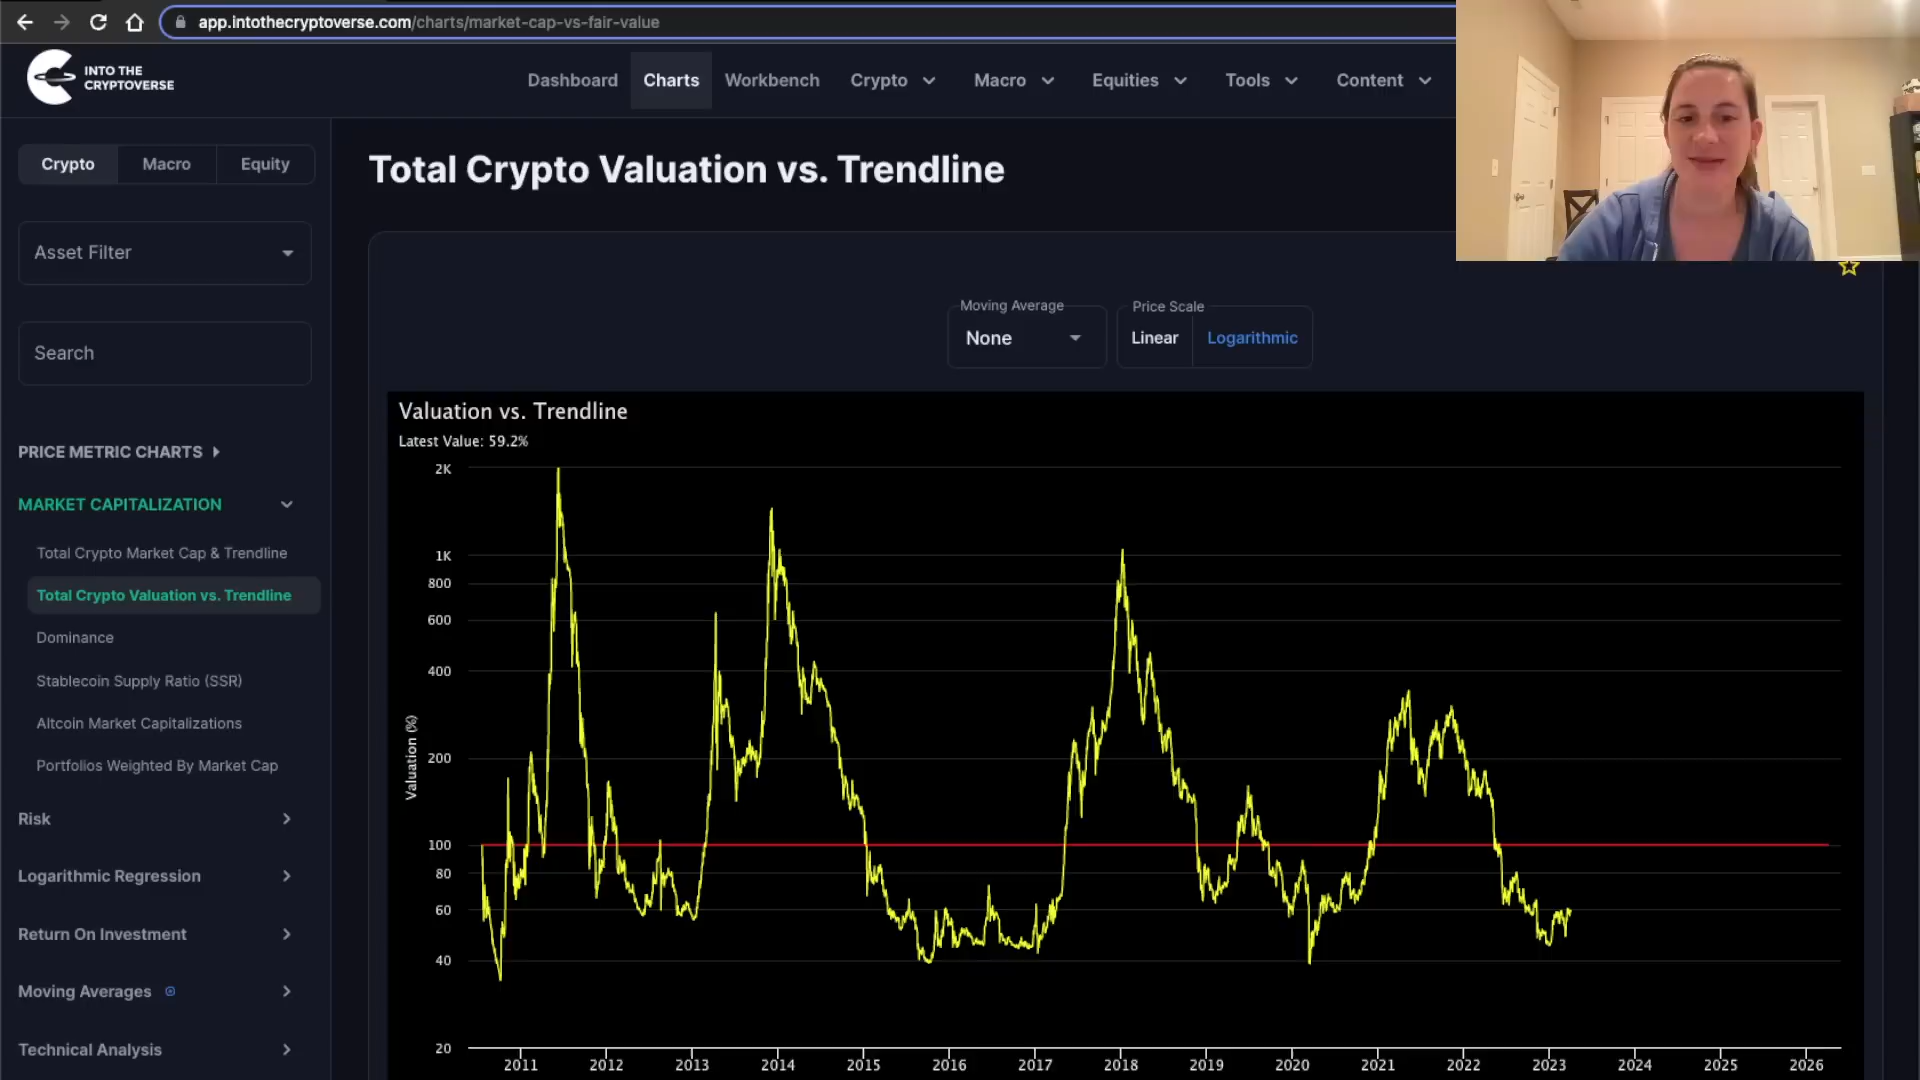 app.intothecryptoverse.com/charts/market-cap-vs-fair-value
INTO THE
CRYPTOVERSE
Dashboard
Charts
Workbench
Crypto
Macro
Equities
Tools
Content
Crypto
Macro
Equity
Asset Filter
Search
PRICE METRIC CHARTS
MARKET CAPITALIZATION
Total Crypto Market Cap & Trendline
Total Crypto Valuation vs. Trendline
Dominance
Stablecoin Supply Ratio (SSR)
Altcoin Market Capitalizations
Portfolios Weighted By Market Cap
Risk
Logarithmic Regression
Return On Investment
Moving Averages
Technical Analysis
Total Crypto Valuation vs. Trendline
Moving Average
None
Price Scale
Linear
Logarithmic
Valuation vs. Trendline
Latest Value: 59.2%
2K
1K
800
600
400
200
100
80
60
40
20
Valuation (%)
2011
2012
2013
2014
2015
2016
2017
2018
2019
2020
2021
2022
2023
2024
2025
2026